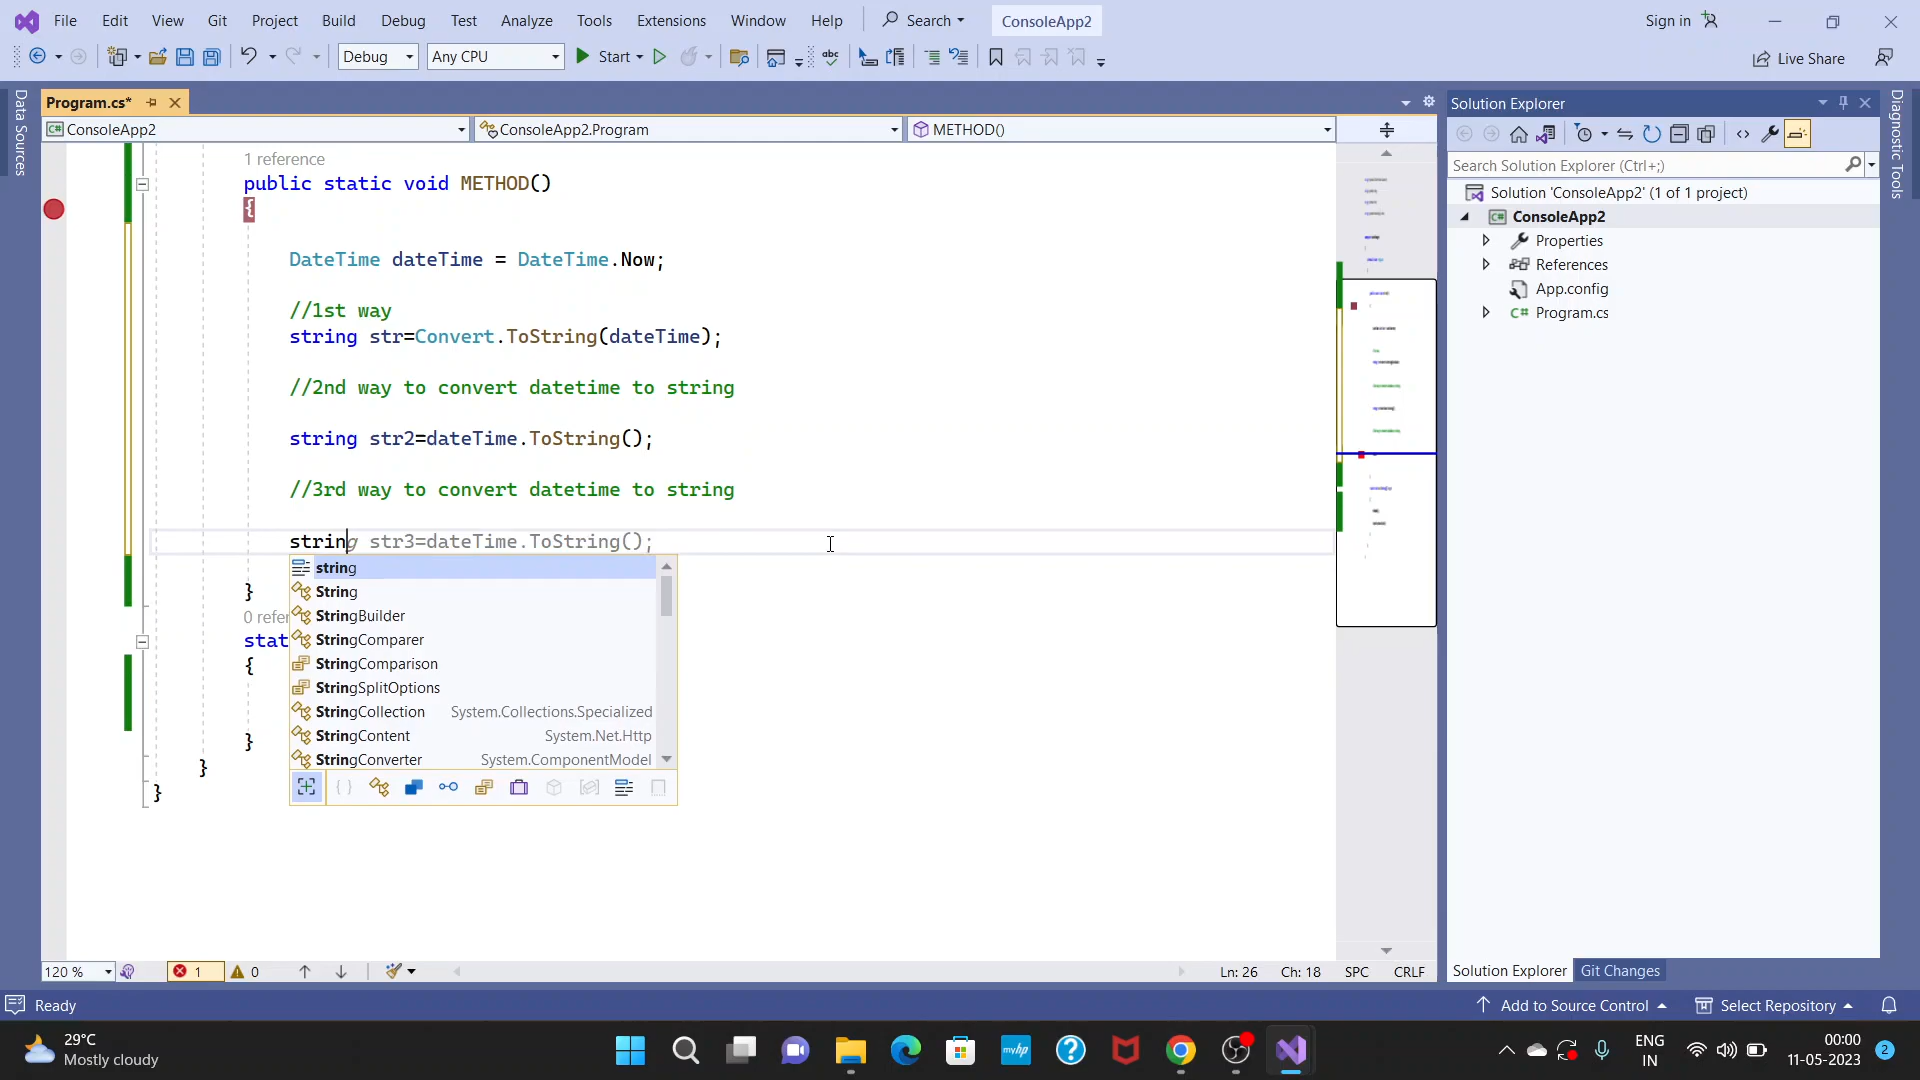 File Edit View Git Project Build Debug Test Analyze Tools Extensions Window Help Search ConsoleApp2 Sign in
Debug Any CPU Start abc Live Share
Data Sources
Program.cs*
ConsoleApp2 ConsoleApp2.Program METHOD()
1 reference
public static void METHOD()
{
DateTime dateTime = DateTime.Now;
//1st way
string str=Convert.ToString(dateTime);
//2nd way to convert datetime to string
string str2=dateTime.ToString();
//3rd way to convert datetime to string
string str3=dateTime.ToString();
string
String
StringBuilder
StringComparer
StringComparison
StringSplitOptions
StringCollection System.Collections.Specialized
StringContent System.Net.Http
StringConverter System.ComponentModel
}
0 refer
stat
{
}
}
}
120 % 1 0 Ln: 26 Ch: 18 SPC CRLF
Solution Explorer
Search Solution Explorer (Ctrl+;)
Solution 'ConsoleApp2' (1 of 1 project)
C# ConsoleApp2
Properties
References
App.config
C# Program.cs
Solution Explorer Git Changes
Diagnostic Tools
Ready Add to Source Control Select Repository
29°C
Mostly cloudy
myhp
ENG
IN
00:00
11-05-2023
2